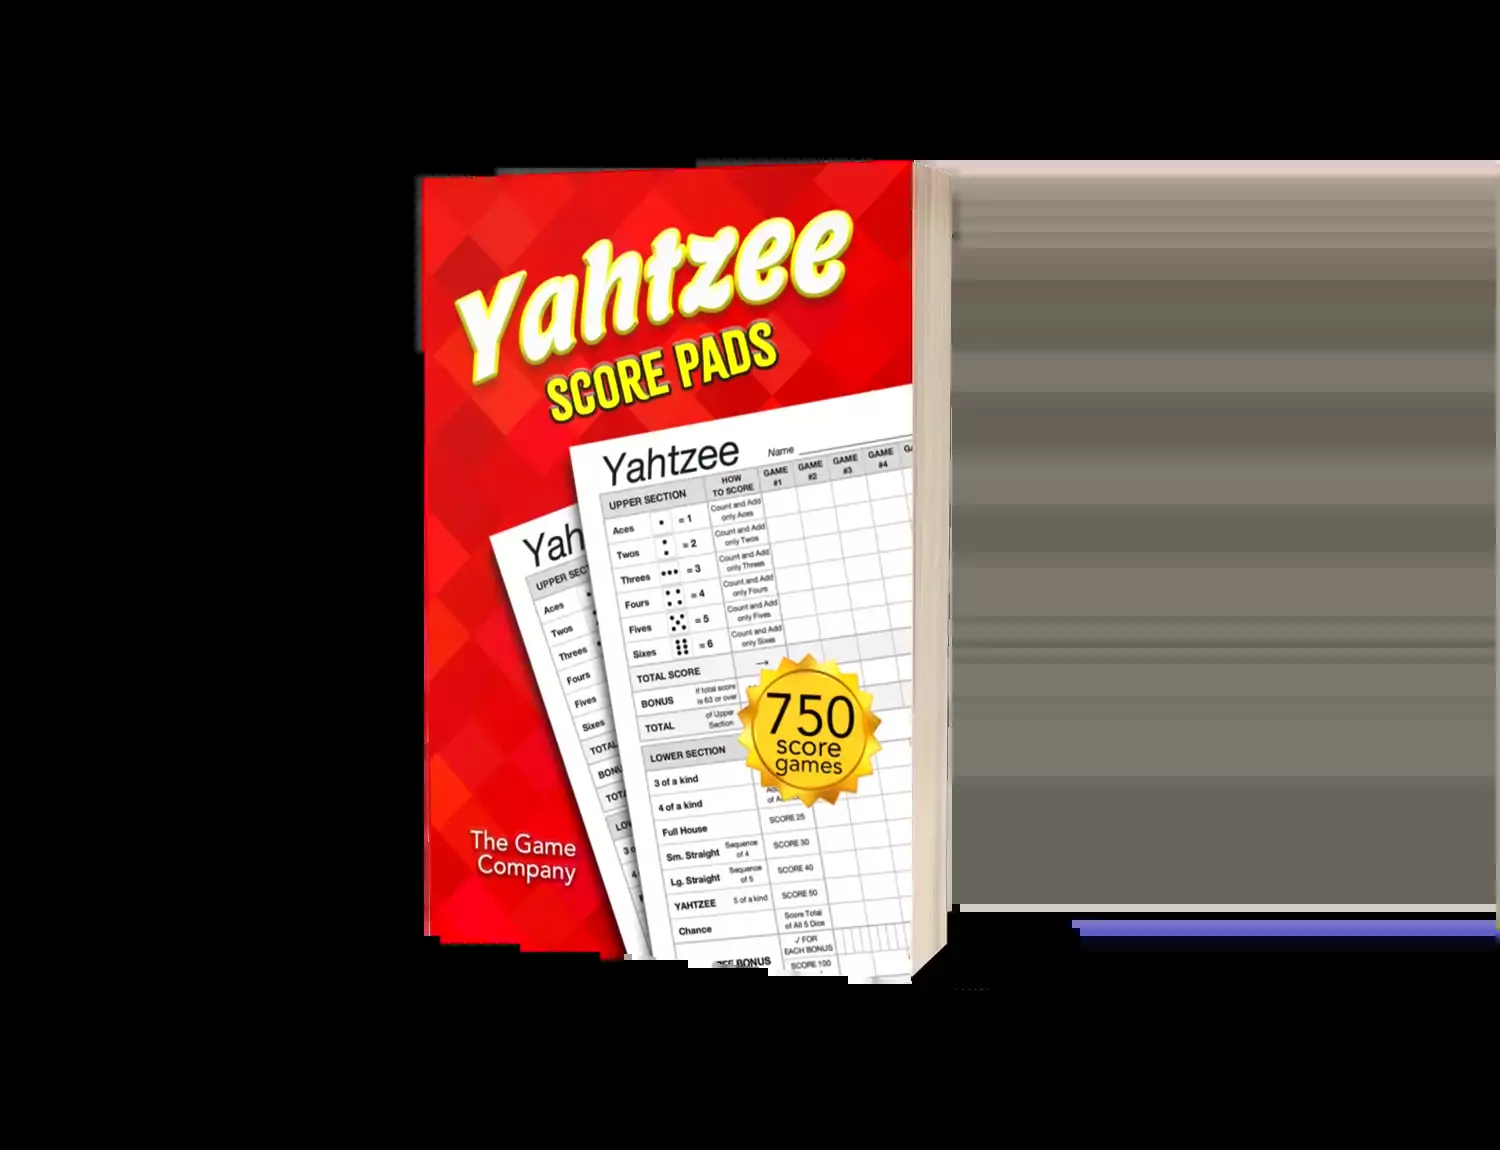 Yahtzee
SCORE PADS
Yahtzee
Name
UPPER SECTION
HOW TO SCORE
GAME #1
GAME #2
GAME #3
GAME #4
Aces = 1 Count and Add only Aces
Twos = 2 Count and Add only Twos
Threes = 3 Count and Add only Threes
Fours = 4 Count and Add only Fours
Fives = 5 Count and Add only Fives
Sixes = 6 Count and Add only Sixes
TOTAL SCORE →
BONUS If total score is 63 or over
TOTAL of Upper Section
LOWER SECTION
3 of a kind
4 of a kind
Full House SCORE 25
Sm. Straight Sequence of 4 SCORE 30
Lg. Straight Sequence of 5 SCORE 40
YAHTZEE 5 of a kind SCORE 50
Chance Score Total of All 5 Dice
BONUS ✓ FOR EACH BONUS
SCORE 100
750
score
games
Yah
UPPER SEC
Aces
Twos
Threes
Fours
Fives
Sixes
TOTAL
BONU
TOTA
LOW
The Game
Company